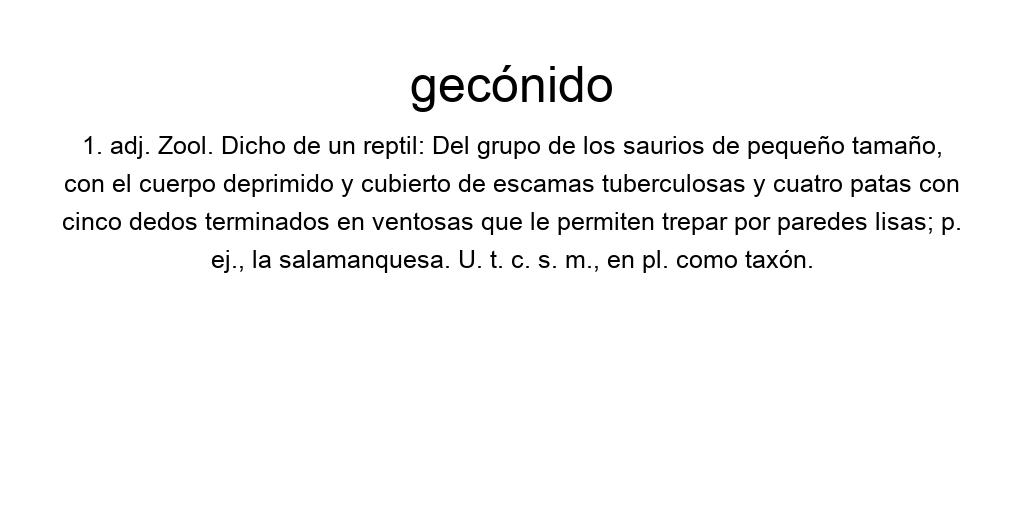 gecónido
1. adj. Zool. Dicho de un reptil: Del grupo de los saurios de pequeño tamaño,
con el cuerpo deprimido y cubierto de escamas tuberculosas y cuatro patas con
cinco dedos terminados en ventosas que le permiten trepar por paredes lisas; p.
ej., la salamanquesa. U. t. c. s. m., en pl. como taxón.